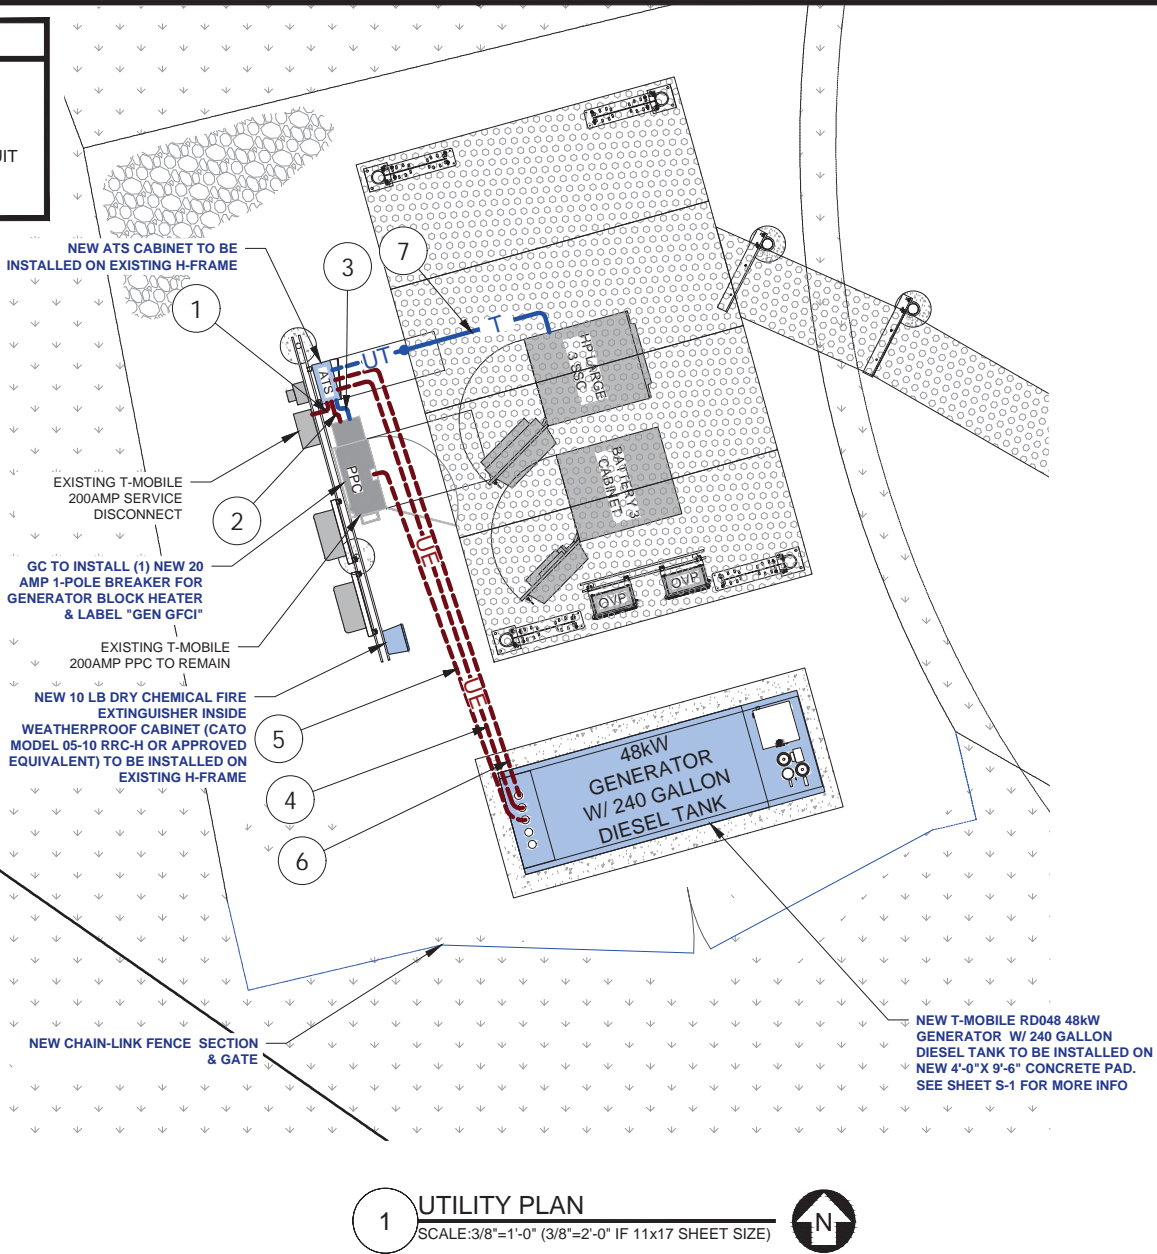 NEW ATS CABINET TO BE
INSTALLED ON EXISTING H-FRAME
1
3
7
T
UT
ATS
HPL3 LARGE
3 SSC
BATTERY 3
CABINET
PPC
EXISTING T-MOBILE
200AMP SERVICE
DISCONNECT
2
GC TO INSTALL (1) NEW 20
AMP 1-POLE BREAKER FOR
GENERATOR BLOCK HEATER
& LABEL "GEN GFCI"
UE
OVP
OVP
EXISTING T-MOBILE
200AMP PPC TO REMAIN
NEW 10 LB DRY CHEMICAL FIRE
EXTINGUISHER INSIDE
WEATHERPROOF CABINET (CATO
MODEL 05-10 RRC-H OR APPROVED
EQUIVALENT) TO BE INSTALLED ON
EXISTING H-FRAME
UE
5
4
6
48kW
GENERATOR
W/ 240 GALLON
DIESEL TANK
NEW CHAIN-LINK FENCE SECTION
& GATE
NEW T-MOBILE RD048 48kW
GENERATOR W/ 240 GALLON
DIESEL TANK TO BE INSTALLED ON
NEW 4'-0"X 9'-6" CONCRETE PAD.
SEE SHEET S-1 FOR MORE INFO
1
UTILITY PLAN
SCALE:3/8"=1'-0" (3/8"=2'-0" IF 11x17 SHEET SIZE)
N